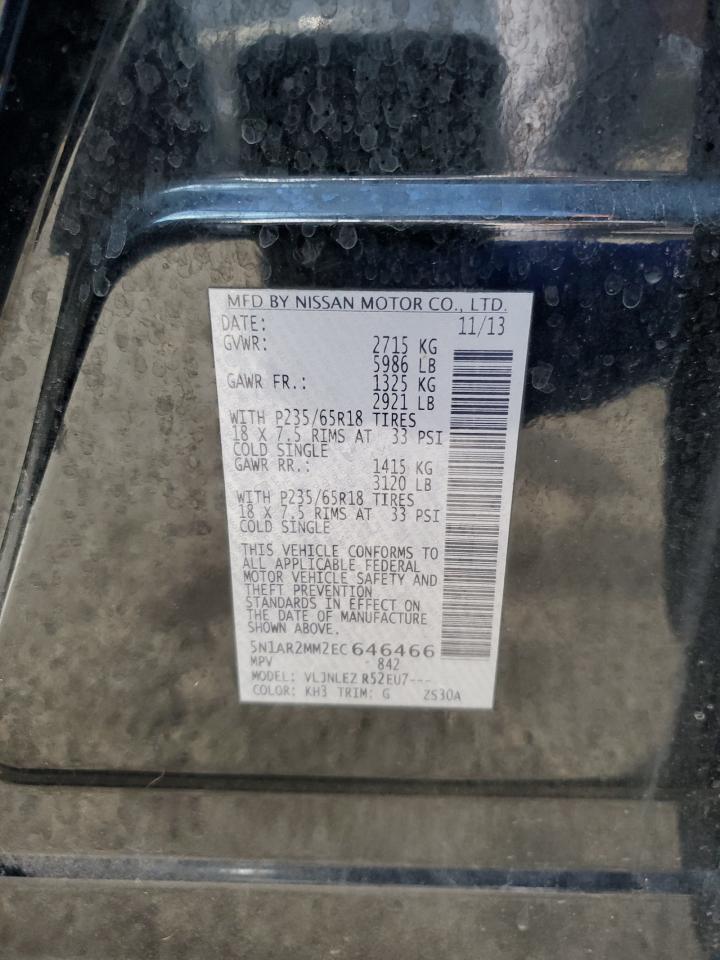 MFD BY NISSAN MOTOR CO., LTD.
DATE: 11/13
GVWR: 2715 KG
5986 LB
GAWR FR.: 1325 KG
2921 LB
WITH P235/65R18 TIRES
18 X 7.5 RIMS AT 33 PSI
COLD SINGLE
GAWR RR.: 1415 KG
3120 LB
WITH P235/65R18 TIRES
18 X 7.5 RIMS AT 33 PSI
COLD SINGLE
THIS VEHICLE CONFORMS TO
ALL APPLICABLE FEDERAL
MOTOR VEHICLE SAFETY AND
THEFT PREVENTION
STANDARDS IN EFFECT ON
THE DATE OF MANUFACTURE
SHOWN ABOVE.
5N1AR2MM2EC646466
MPV 842
MODEL: VLJNLEZ R52EU7---
COLOR: KH3 TRIM: G ZS30A